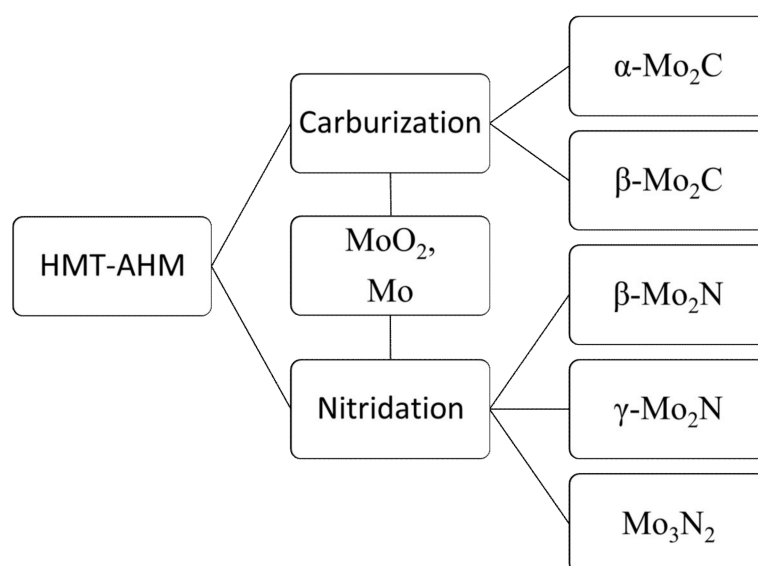 HMT-AHM
Carburization
MoO₂,
Mo
Nitridation
α-Mo₂C
β-Mo₂C
β-Mo₂N
γ-Mo₂N
Mo₃N₂